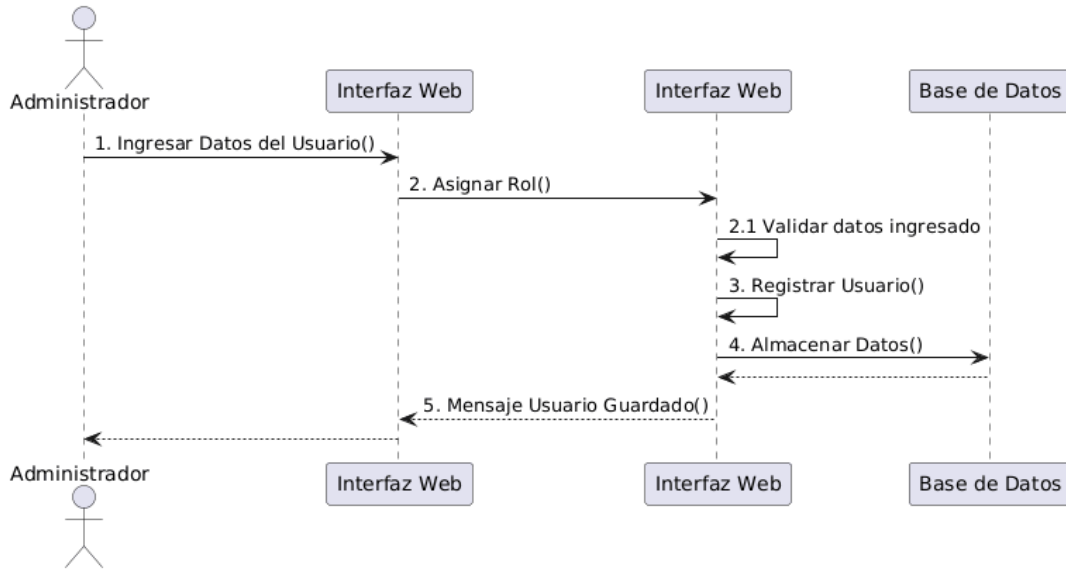 Administrador
Interfaz Web
Interfaz Web
Base de Datos
1. Ingresar Datos del Usuario()
2. Asignar Rol()
2.1 Validar datos ingresado
3. Registrar Usuario()
4. Almacenar Datos()
5. Mensaje Usuario Guardado()
Administrador
Interfaz Web
Interfaz Web
Base de Datos